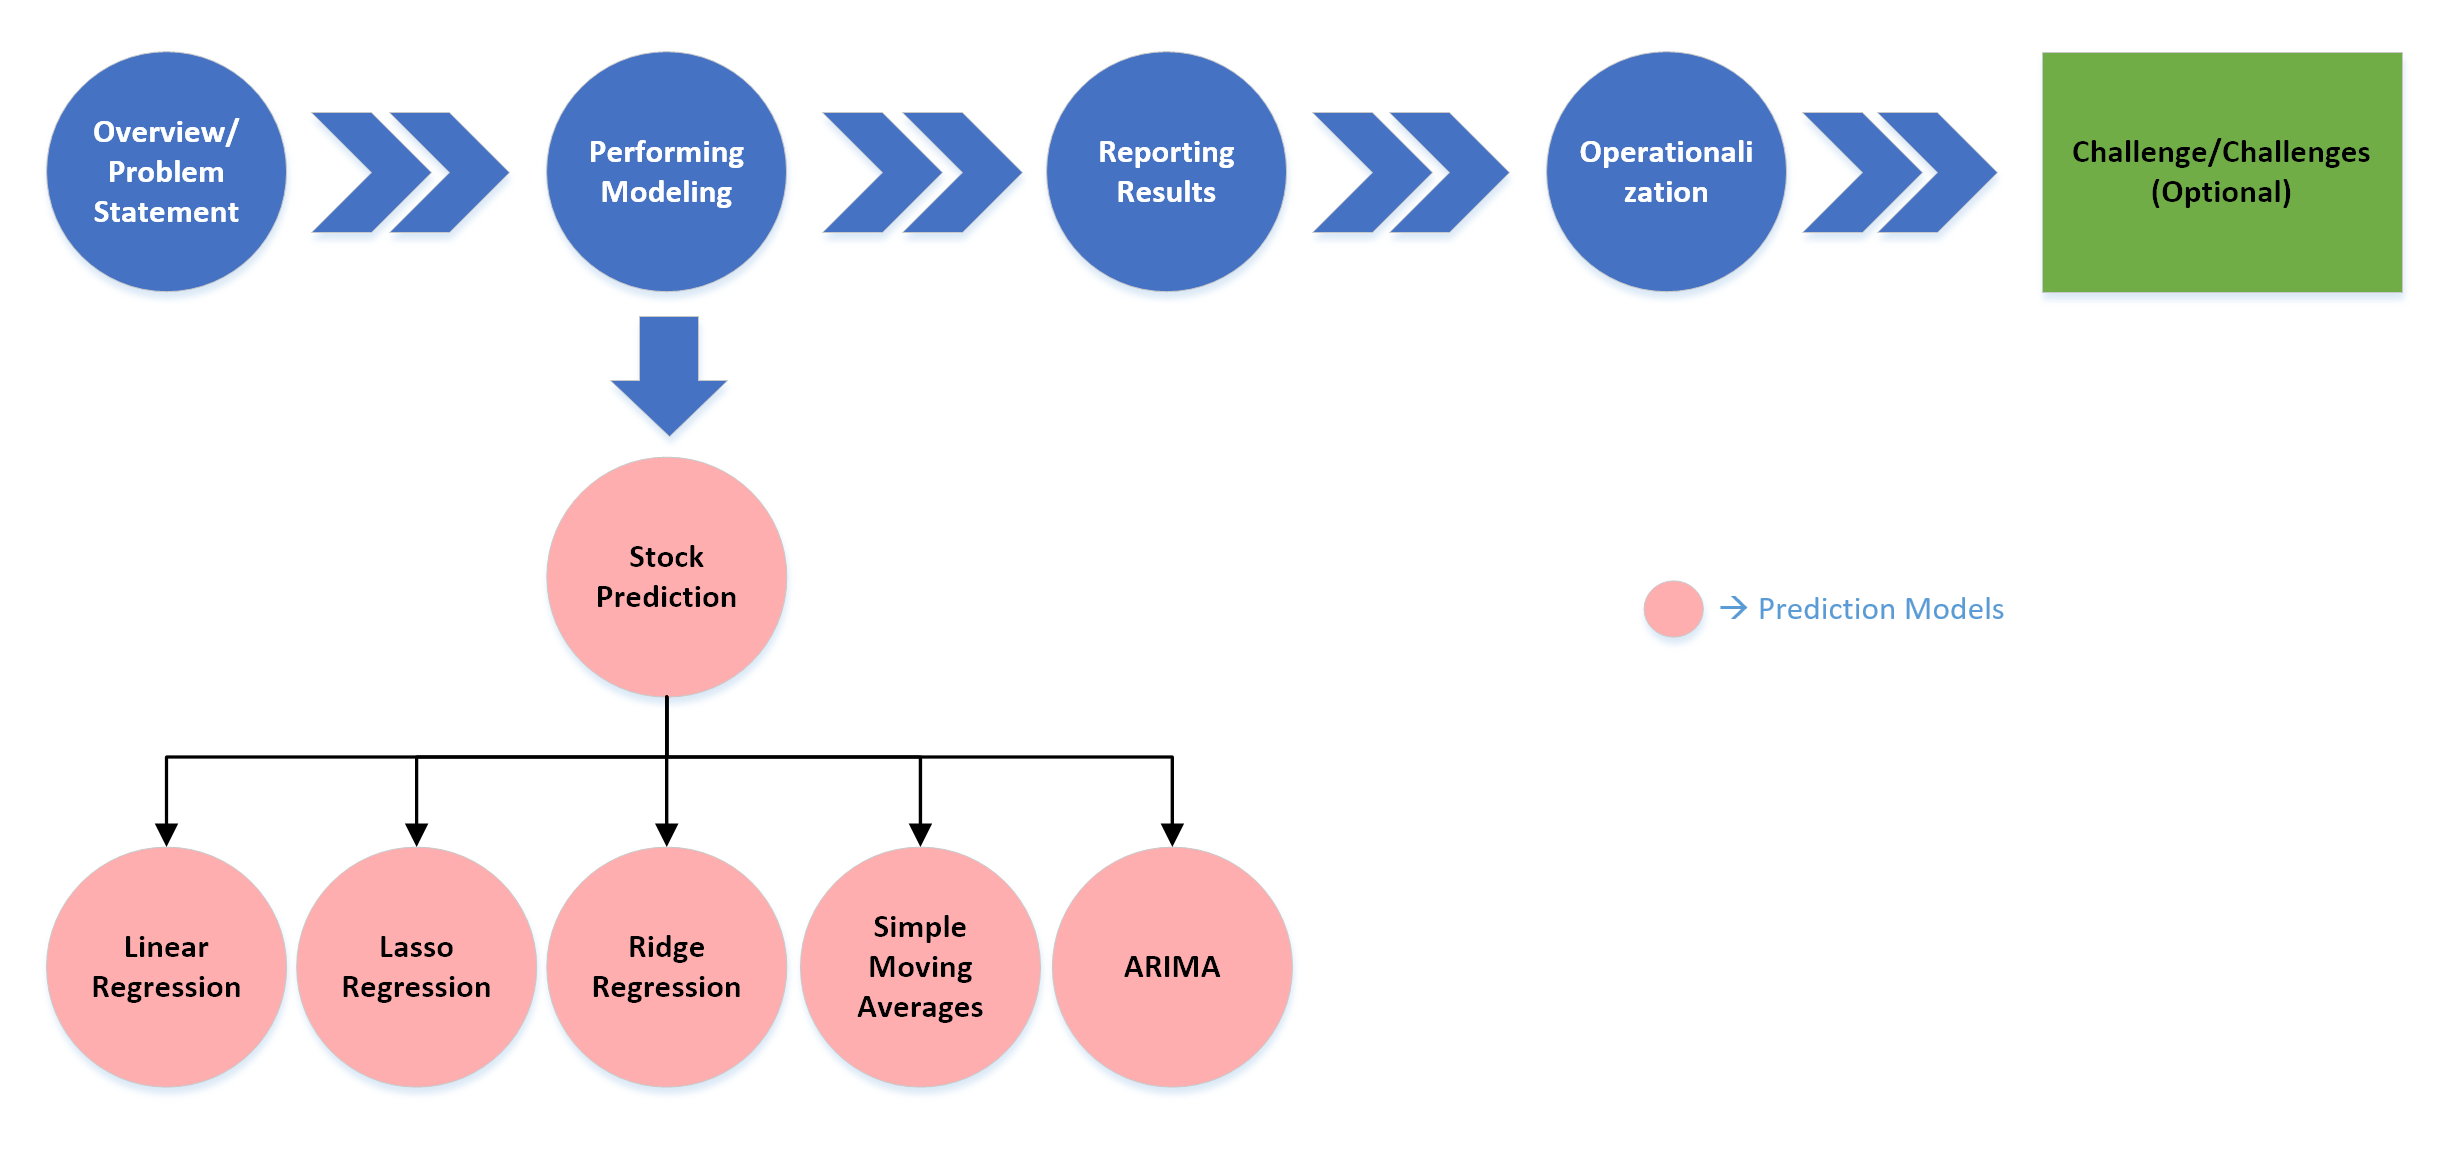 Overview/
Problem
Statement
Performing
Modeling
Reporting
Results
Operationali
zation
Challenge/Challenges
(Optional)
Stock
Prediction
→ Prediction Models
Linear
Regression
Lasso
Regression
Ridge
Regression
Simple
Moving
Averages
ARIMA